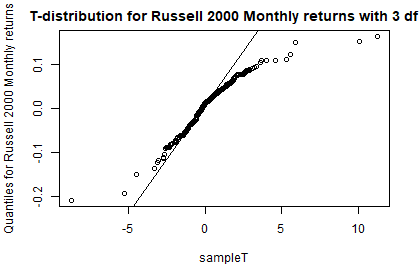 T-distribution for Russell 2000 Monthly returns with 3 df
Quantiles for Russell 2000 Monthly returns
0.1
0.0
-0.1
-0.2
-5
0
5
10
sampleT